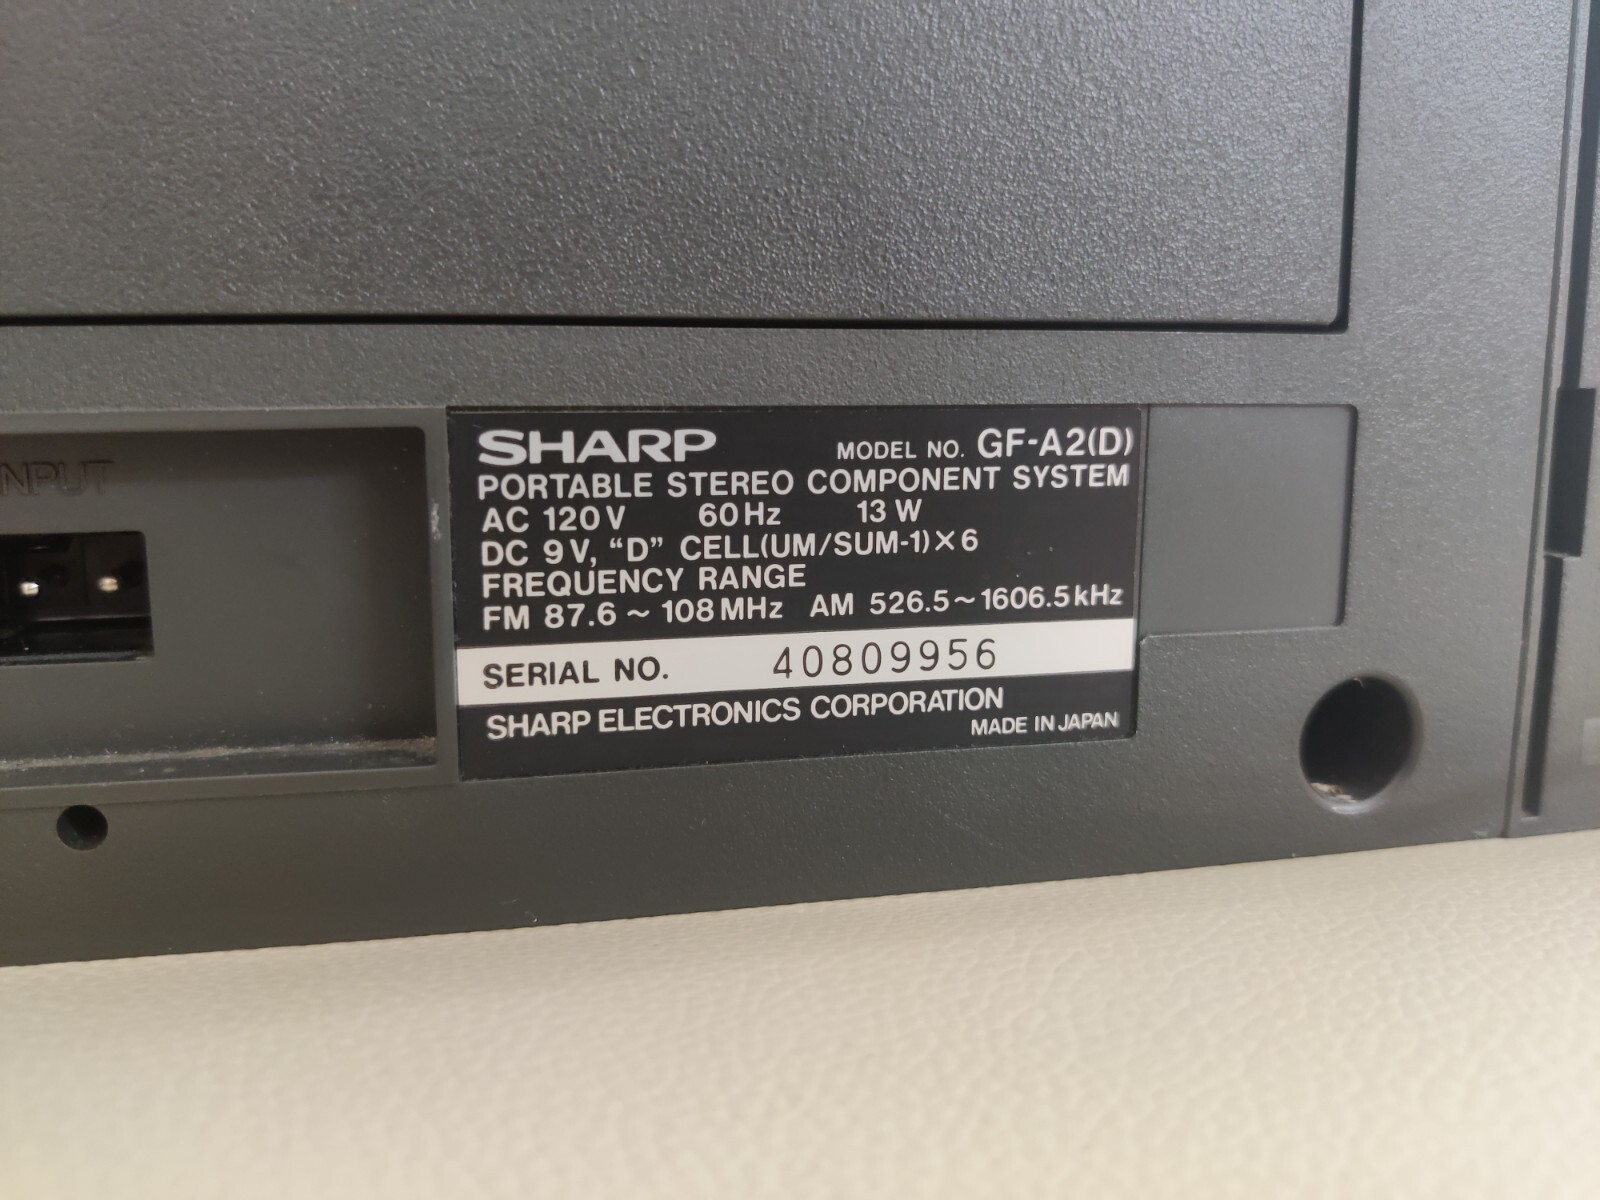 INPUT
SHARP MODEL NO. GF-A2(D)
PORTABLE STEREO COMPONENT SYSTEM
AC 120V 60Hz 13W
DC 9V, “D” CELL(UM/SUM-1)×6
FREQUENCY RANGE
FM 87.6 ~ 108MHz AM 526.5~1606.5kHz
SERIAL NO. 40809956
SHARP ELECTRONICS CORPORATION
MADE IN JAPAN